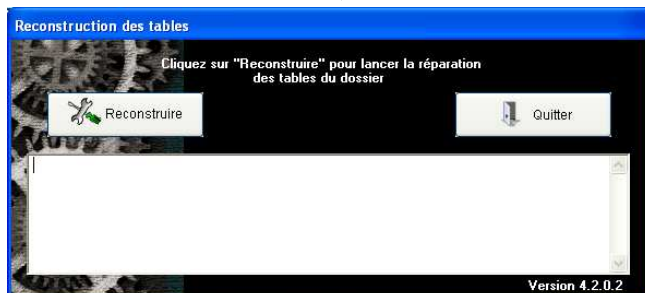 Reconstruction des tables
Cliquez sur "Reconstruire" pour lancer la réparation
des tables du dossier
Reconstruire
Quitter
Version 4.2.0.2